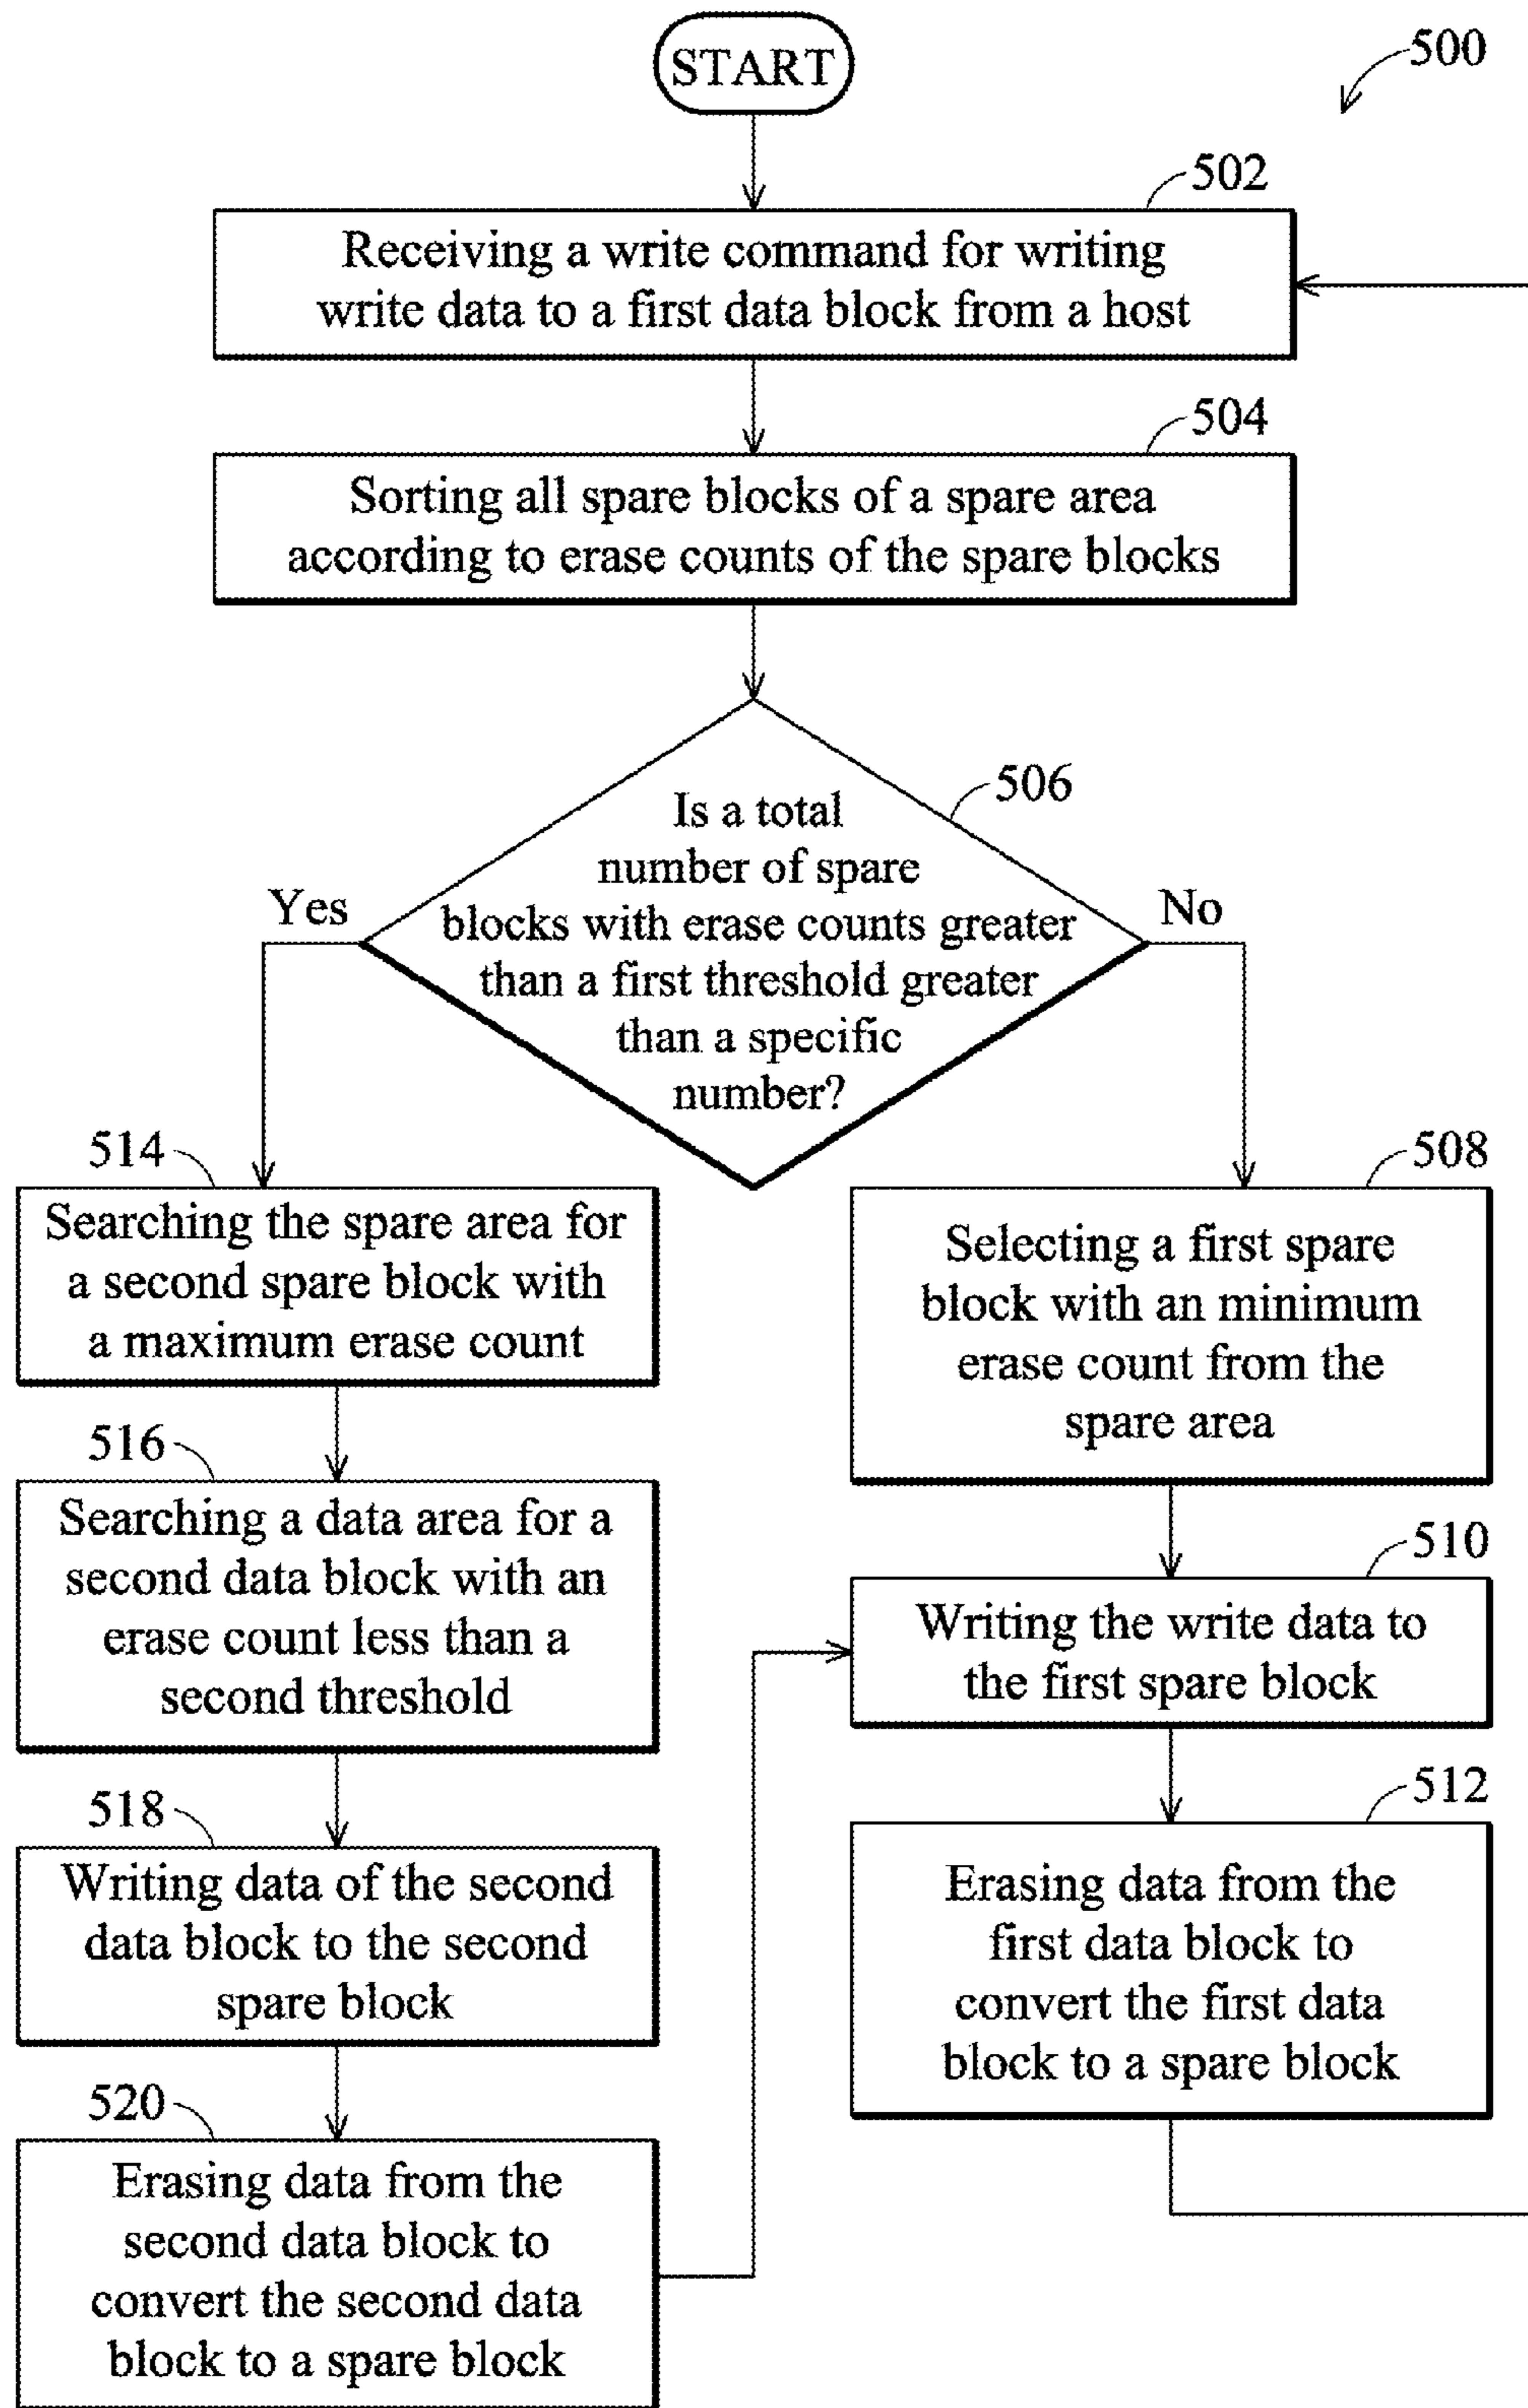 START
500
502
Receiving a write command for writing
write data to a first data block from a host
504
Sorting all spare blocks of a spare area
according to erase counts of the spare blocks
506
Is a total
number of spare
blocks with erase counts greater
than a first threshold greater
than a specific
number?
Yes
No
514
Searching the spare area for
a second spare block with
a maximum erase count
516
Searching a data area for a
second data block with an
erase count less than a
second threshold
518
Writing data of the second
data block to the second
spare block
520
Erasing data from the
second data block to
convert the second data
block to a spare block
508
Selecting a first spare
block with an minimum
erase count from the
spare area
510
Writing the write data to
the first spare block
512
Erasing data from the
first data block to
convert the first data
block to a spare block